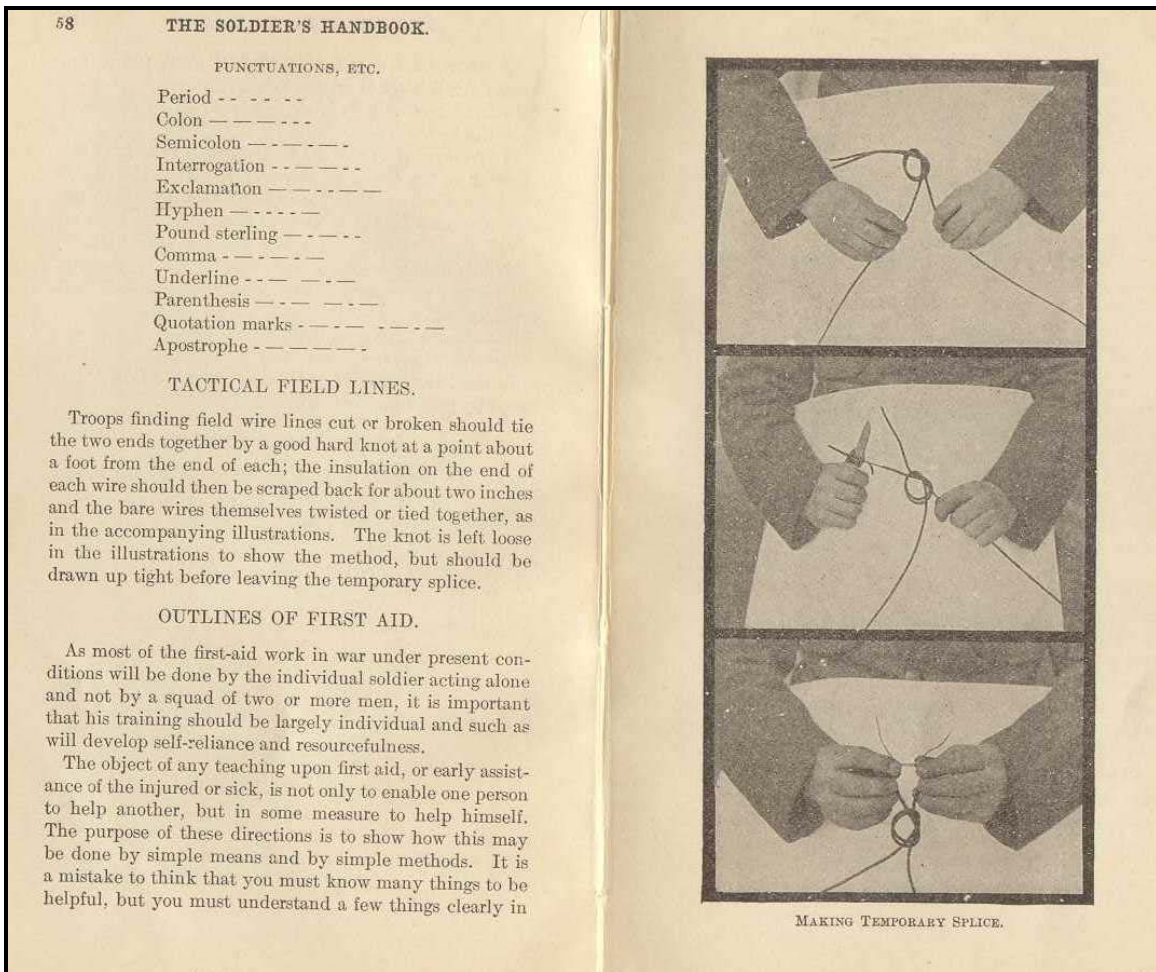 58 THE SOLDIER'S HANDBOOK.
PUNCTUATIONS, ETC.
Period - - - - - -
Colon — — — - - -
Semicolon — - — - — -
Interrogation - - — — - -
Exclamation — — - - — —
Hyphen — - - - - —
Pound sterling — - — - -
Comma - — - — - —
Underline - - — — - —
Parenthesis — - — — - —
Quotation marks - — - — - — - —
Apostrophe - — — — — -
TACTICAL FIELD LINES.
Troops finding field wire lines cut or broken should tie
the two ends together by a good hard knot at a point about
a foot from the end of each; the insulation on the end of
each wire should then be scraped back for about two inches
and the bare wires themselves twisted or tied together, as
in the accompanying illustrations. The knot is left loose
in the illustrations to show the method, but should be
drawn up tight before leaving the temporary splice.
OUTLINES OF FIRST AID.
As most of the first-aid work in war under present con-
ditions will be done by the individual soldier acting alone
and not by a squad of two or more men, it is important
that his training should be largely individual and such as
will develop self-reliance and resourcefulness.
The object of any teaching upon first aid, or early assist-
ance of the injured or sick, is not only to enable one person
to help another, but in some measure to help himself.
The purpose of these directions is to show how this may
be done by simple means and by simple methods. It is
a mistake to think that you must know many things to be
helpful, but you must understand a few things clearly in
MAKING TEMPORARY SPLICE.